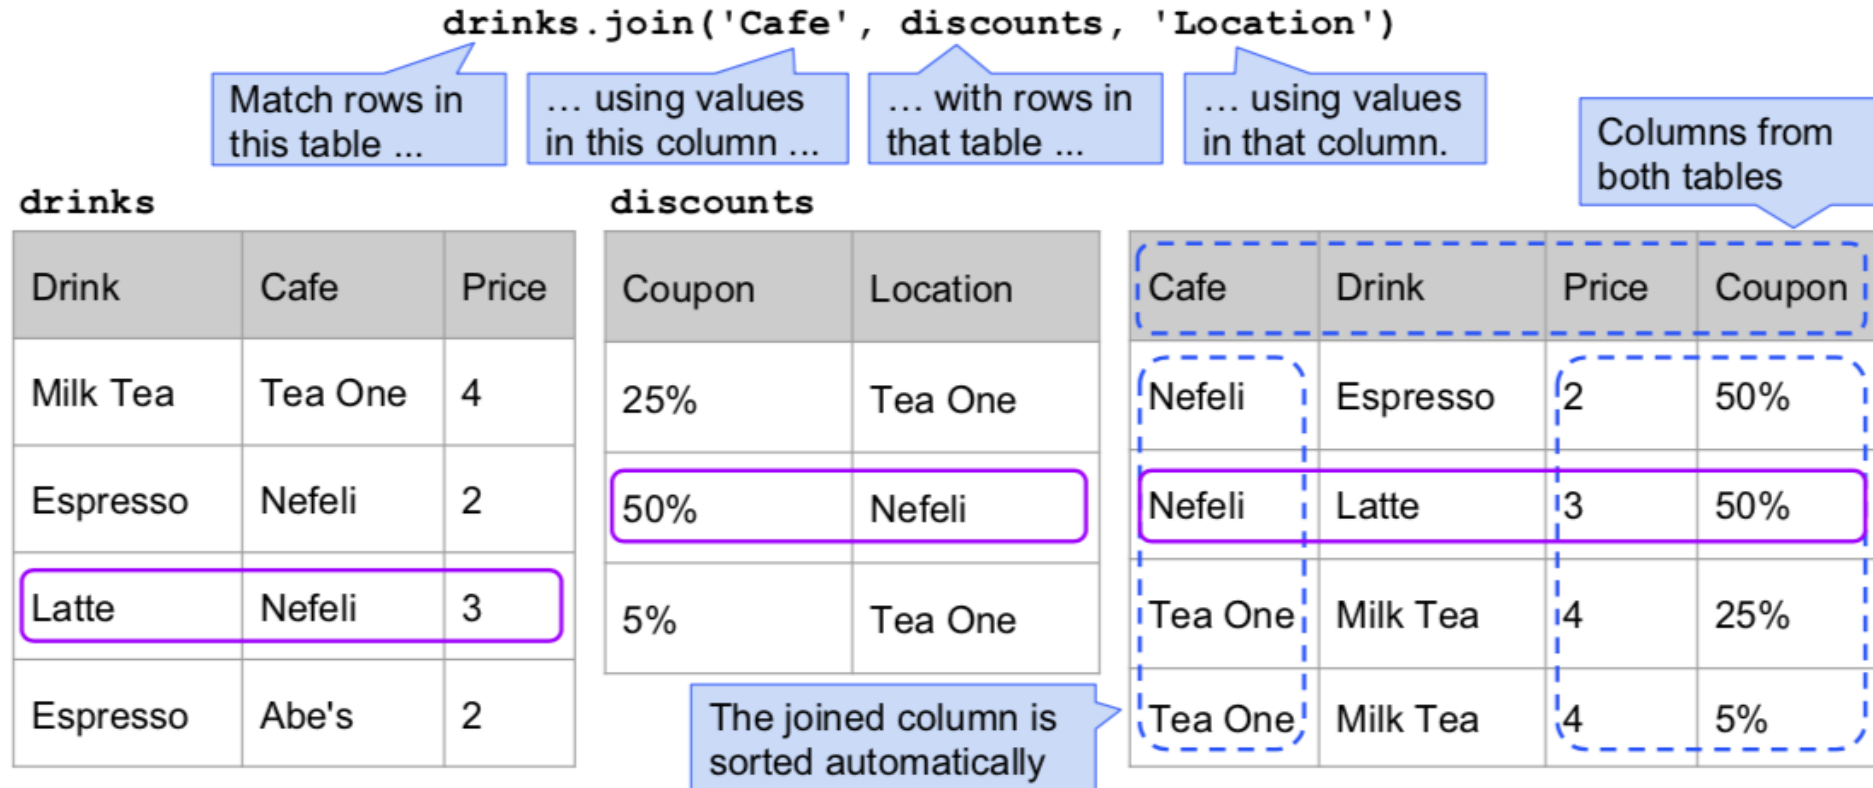 drinks.join('Cafe', discounts, 'Location')
Match rows in
this table ...
... using values
in this column ...
... with rows in
that table ...
... using values
in that column.
Columns from
both tables
drinks
Drink Cafe Price
Milk Tea Tea One 4
Espresso Nefeli 2
Latte Nefeli 3
Espresso Abe's 2
discounts
Coupon Location
25% Tea One
50% Nefeli
5% Tea One
Cafe Drink Price Coupon
Nefeli Espresso 2 50%
Nefeli Latte 3 50%
Tea One Milk Tea 4 25%
Tea One Milk Tea 4 5%
The joined column is
sorted automatically